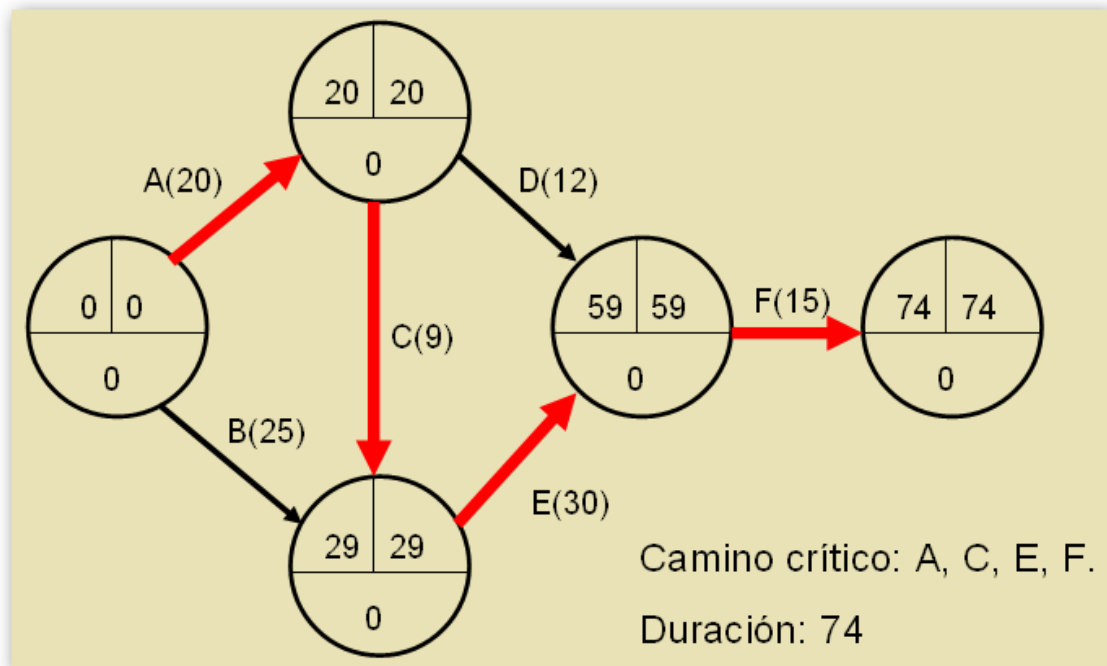 20 20
0
A(20)
D(12)
0 0
0
C(9)
59 59
0
F(15)
74 74
0
B(25)
E(30)
29 29
0
Camino crítico: A, C, E, F.
Duración: 74